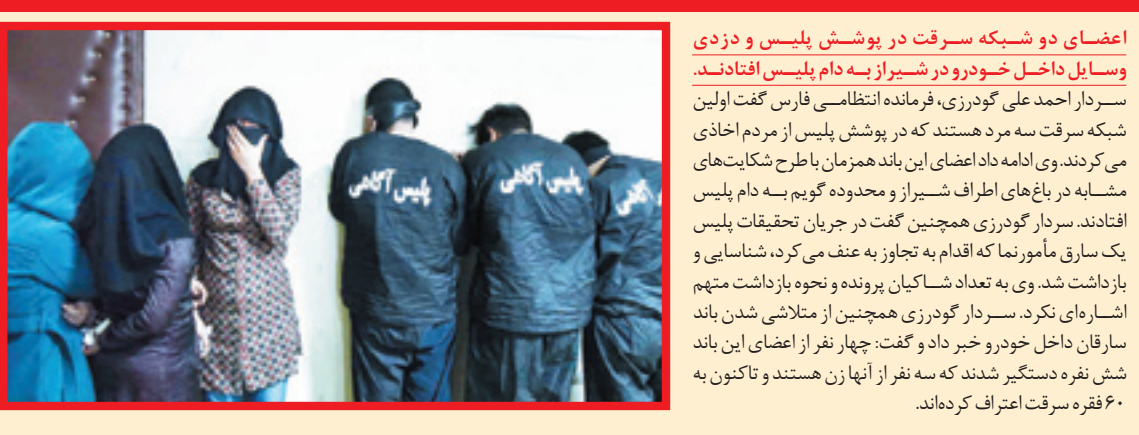 اعضای دو شبکه سرقت در پوشش پلیس و دزدی
وسایل داخل خودرو در شیراز به دام پلیس افتادند.
سردار احمد علی گودرزی، فرمانده انتظامی فارس گفت اولین
شبکه سرقت سه مرد هستند که در پوشش پلیس از مردم اخاذی
می‌کردند. وی ادامه داد اعضای این باند همزمان با طرح شکایت‌های
مشابه در باغ‌های اطراف شیراز و محدوده گویم به دام پلیس
افتادند. سردار گودرزی همچنین گفت در جریان تحقیقات پلیس
یک سارق مأمورنما که اقدام به تجاوز به عنف می‌کرد، شناسایی و
بازداشت شد. وی به تعداد شاکیان پرونده و نحوه بازداشت متهم
اشاره‌ای نکرد. سردار گودرزی همچنین از متلاشی شدن باند
سارقان داخل خودرو خبر داد و گفت: چهار نفر از اعضای این باند
شش نفره دستگیر شدند که سه نفر از آنها زن هستند و تاکنون به
۶۰ فقره سرقت اعتراف کرده‌اند.
پلیس آگاهی
پلیس آگاهی
پلیس آگاهی